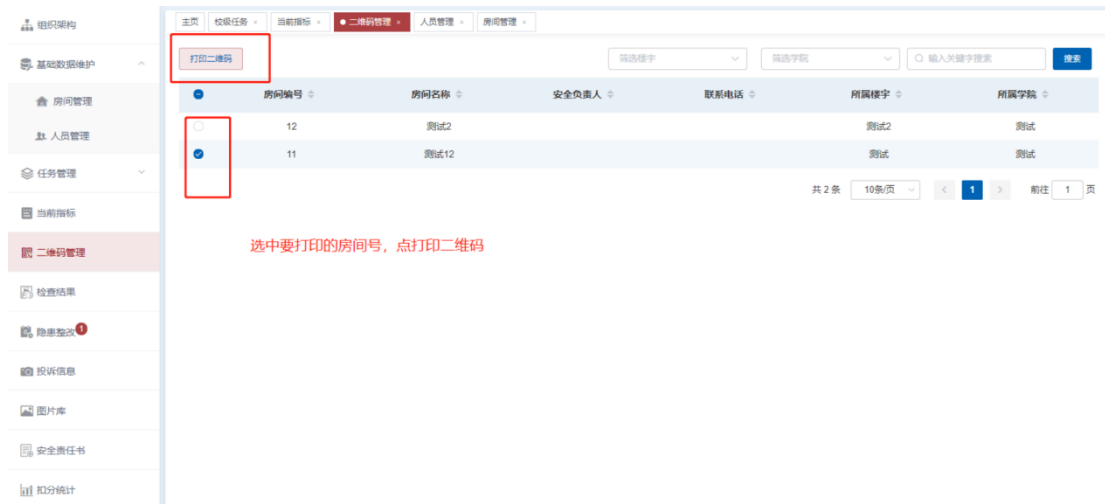 组织架构
基础数据维护
房间管理
人员管理
任务管理
当前指标
二维码管理
检查结果
隐患整改 1
投诉信息
图片库
安全责任书
扣分统计
主页 校级任务 × 当前指标 × 二维码管理 × 人员管理 × 房间管理 ×
打印二维码 筛选楼宇 筛选学院 输入关键字搜索 搜索
房间编号 房间名称 安全负责人 联系电话 所属楼宇 所属学院
12 测试2 测试2 测试
11 测试12 测试 测试
共 2 条 10条/页 < 1 > 前往 1 页
选中要打印的房间号，点打印二维码